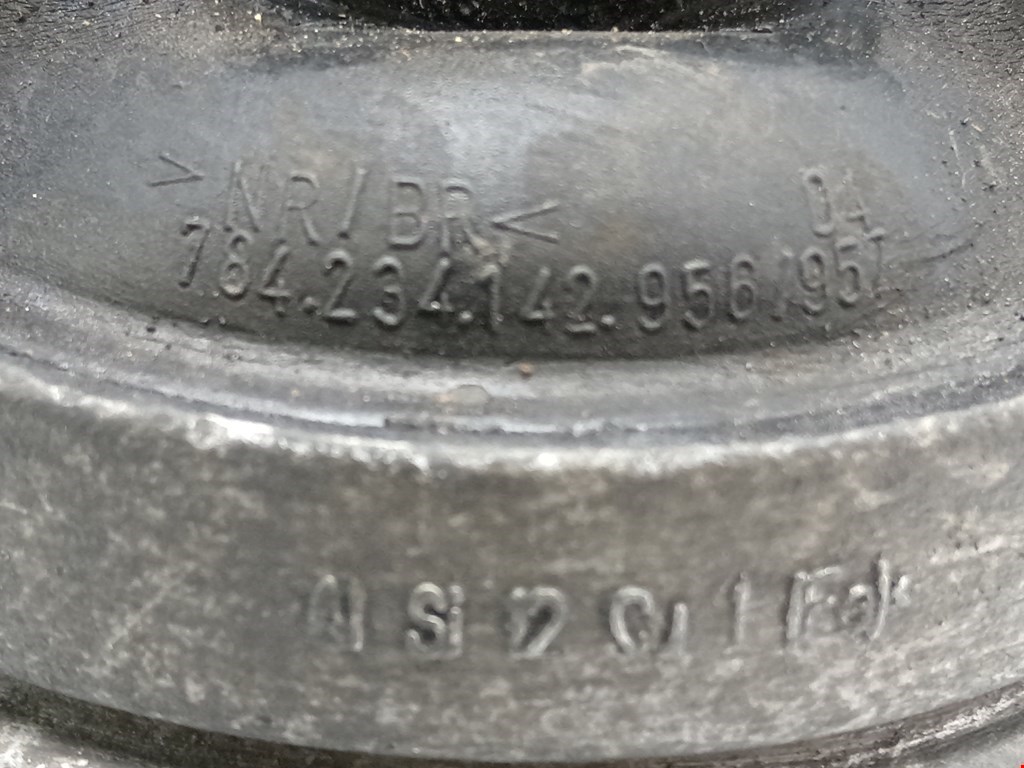 >NR/BR< 04
784.234.142.956/957
Al Si 12 Cu 1 (Fe)